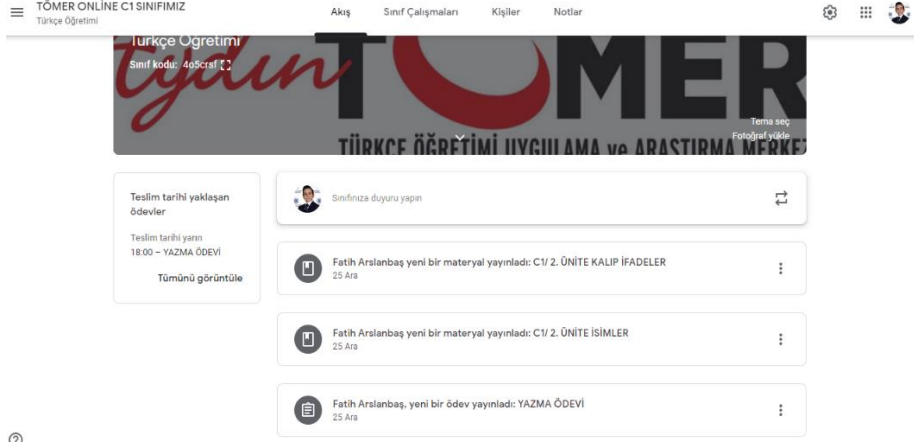 TÖMER ONLİNE C1 SINIFIMIZ
Türkçe Öğretimi
Akış
Sınıf Çalışmaları
Kişiler
Notlar
Türkçe Öğretimi
Sınıf kodu: 4o5crsf
Aydın TÖMER
TÜRKÇE ÖĞRETİMİ UYGULAMA ve ARAŞTIRMA MERKEZ
Tema seç
Fotoğraf yükle
Teslim tarihi yaklaşan
ödevler
Teslim tarihi yarın
18:00 – YAZMA ÖDEVİ
Tümünü görüntüle
Sınıfınıza duyuru yapın
Fatih Arslanbaş yeni bir materyal yayınladı: C1/ 2. ÜNİTE KALIP İFADELER
25 Ara
Fatih Arslanbaş yeni bir materyal yayınladı: C1/ 2. ÜNİTE İSİMLER
25 Ara
Fatih Arslanbaş, yeni bir ödev yayınladı: YAZMA ÖDEVİ
25 Ara